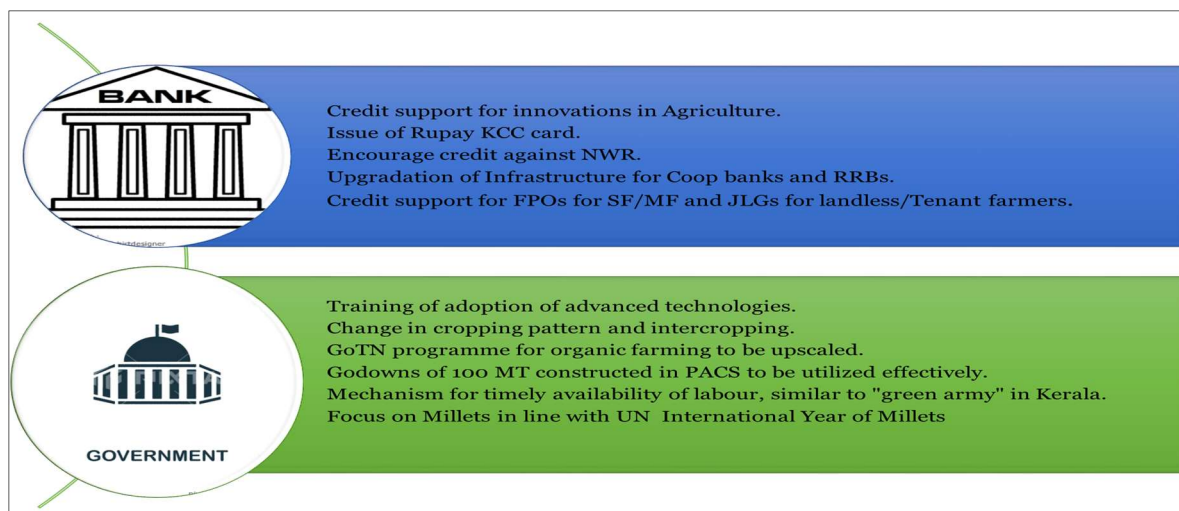 BANK
Credit support for innovations in Agriculture.
Issue of Rupay KCC card.
Encourage credit against NWR.
Upgradation of Infrastructure for Coop banks and RRBs.
Credit support for FPOs for SF/MF and JLGs for landless/Tenant farmers.
GOVERNMENT
Training of adoption of advanced technologies.
Change in cropping pattern and intercropping.
GoTN programme for organic farming to be upscaled.
Godowns of 100 MT constructed in PACS to be utilized effectively.
Mechanism for timely availability of labour, similar to "green army" in Kerala.
Focus on Millets in line with UN International Year of Millets